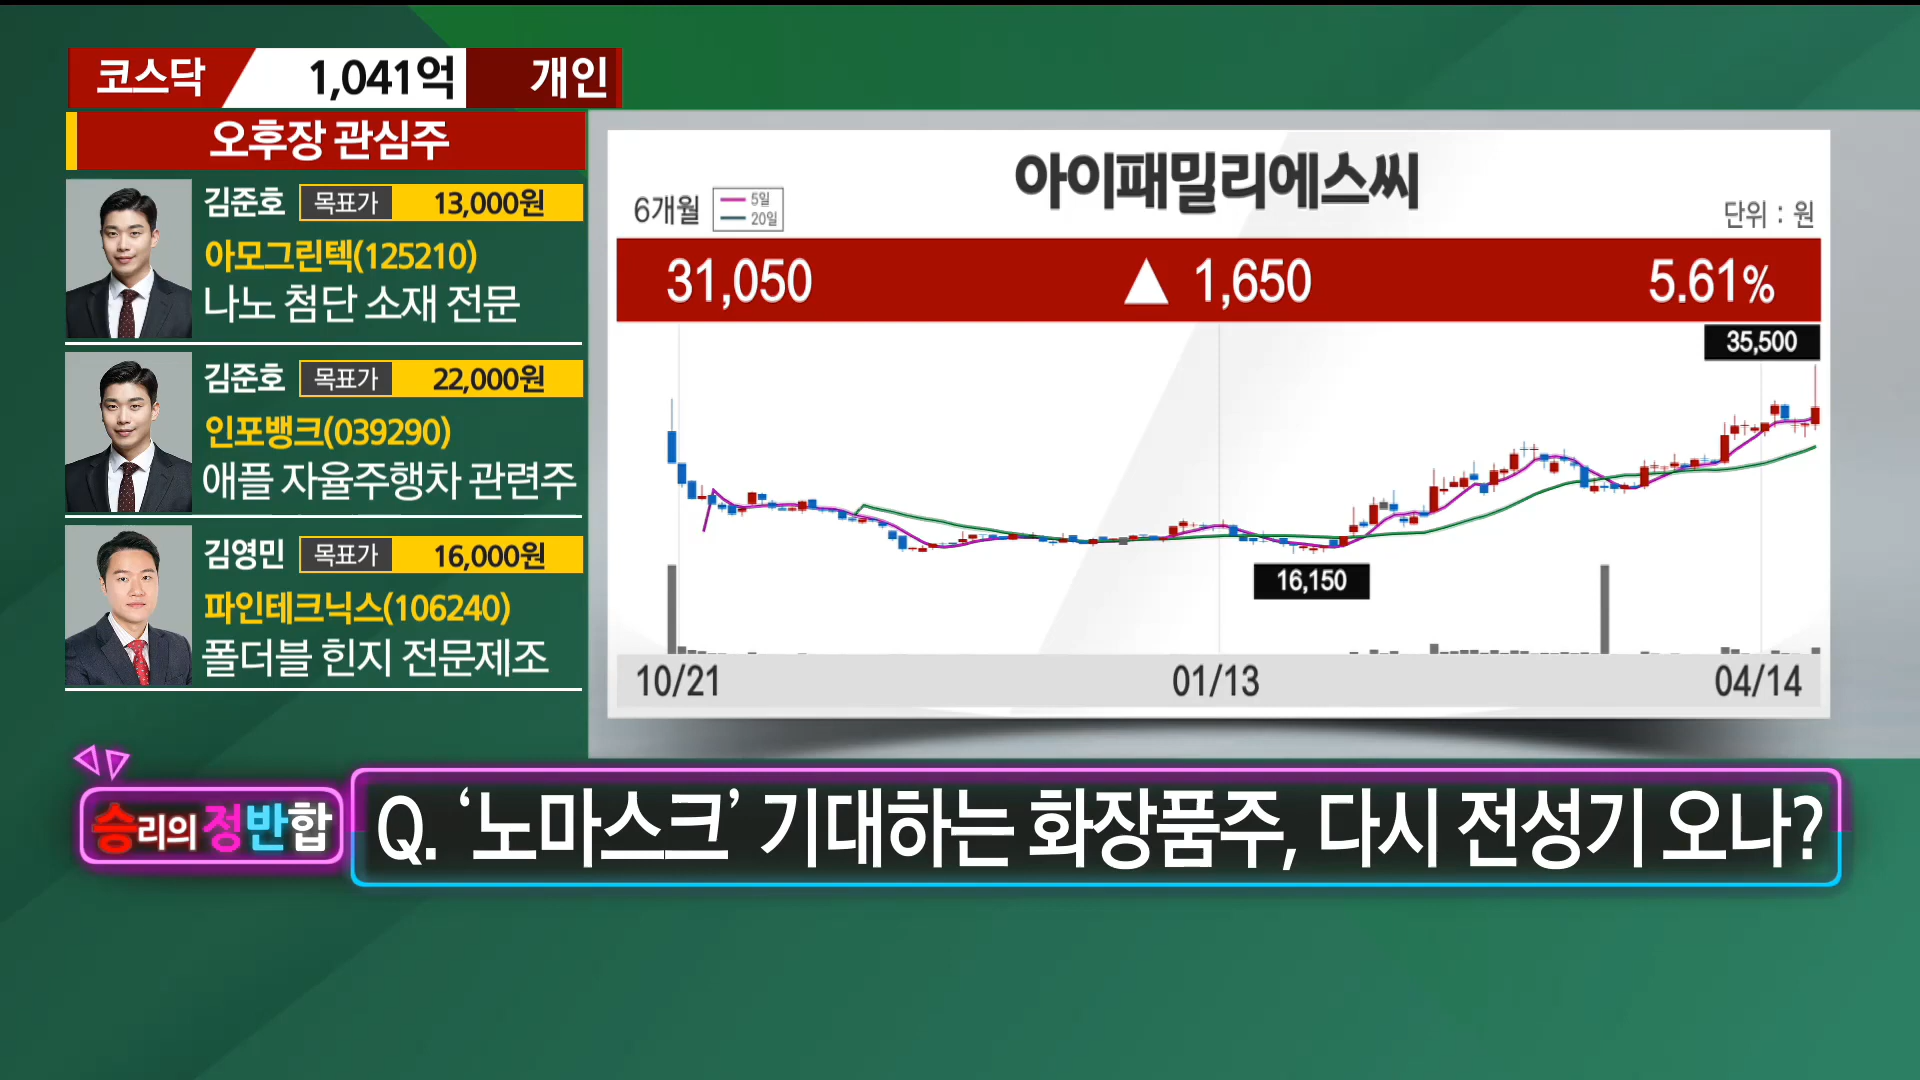 코스닥 1,041억 개인
오후장 관심주
김준호 목표가 13,000원
아모그린텍(125210)
나노 첨단 소재 전문
김준호 목표가 22,000원
인포뱅크(039290)
애플 자율주행차 관련주
김영민 목표가 16,000원
파인테크닉스(106240)
폴더블 힌지 전문제조
아이패밀리에스씨
6개월 5일
20일
단위 : 원
31,050 ▲ 1,650 5.61%
35,500
16,150
10/21 01/13 04/14
승리의 정반합
Q. ‘노마스크’ 기대하는 화장품주, 다시 전성기 오나?